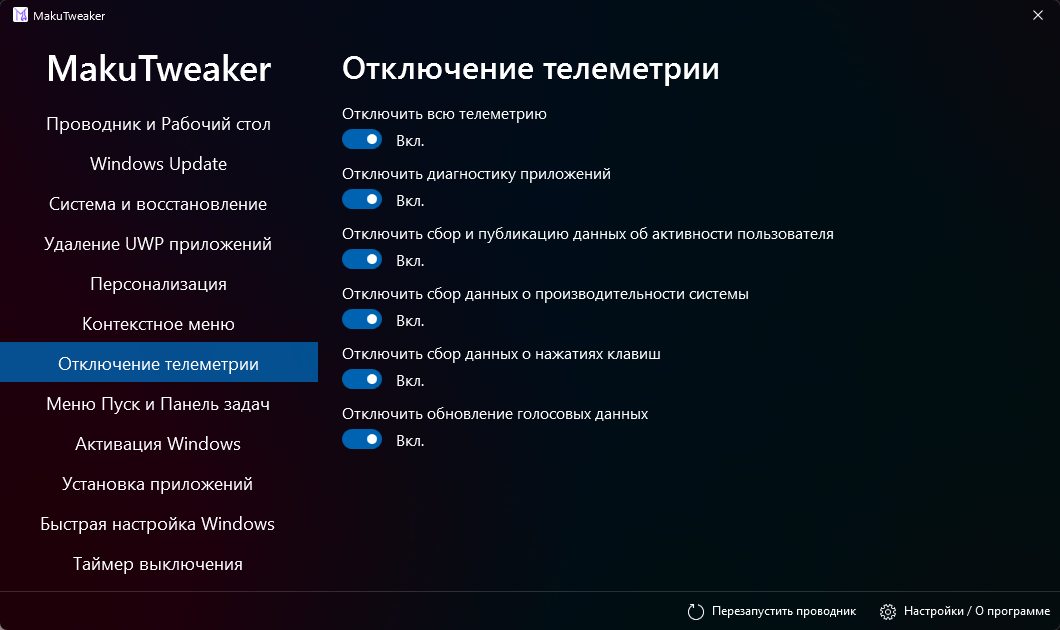 MakuTweaker
MakuTweaker
Проводник и Рабочий стол
Windows Update
Система и восстановление
Удаление UWP приложений
Персонализация
Контекстное меню
Отключение телеметрии
Меню Пуск и Панель задач
Активация Windows
Установка приложений
Быстрая настройка Windows
Таймер выключения
Отключение телеметрии
Отключить всю телеметрию
Вкл.
Отключить диагностику приложений
Вкл.
Отключить сбор и публикацию данных об активности пользователя
Вкл.
Отключить сбор данных о производительности системы
Вкл.
Отключить сбор данных о нажатиях клавиш
Вкл.
Отключить обновление голосовых данных
Вкл.
Перезапустить проводник
Настройки / О программе